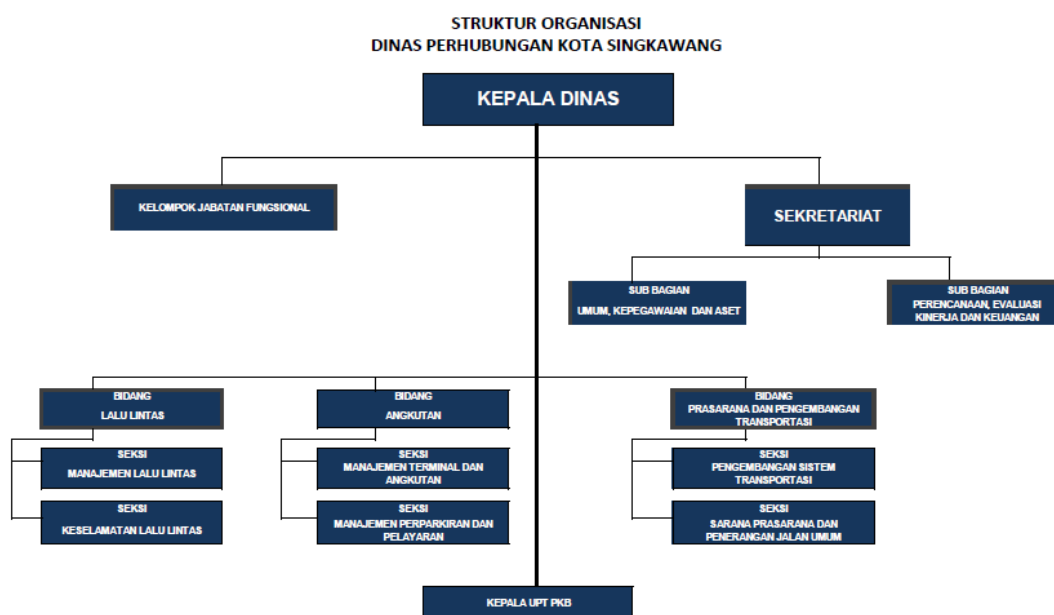 STRUKTUR ORGANISASI
DINAS PERHUBUNGAN KOTA SINGKAWANG
KEPALA DINAS
KELOMPOK JABATAN FUNGSIONAL
SEKRETARIAT
SUB BAGIAN
UMUM, KEPEGAWAIAN DAN ASET
SUB BAGIAN
PERENCANAAN, EVALUASI
KINERJA DAN KEUANGAN
BIDANG
LALU LINTAS
BIDANG
ANGKUTAN
BIDANG
PRASARANA DAN PENGEMBANGAN
TRANSPORTASI
SEKSI
MANAJEMEN LALU LINTAS
SEKSI
MANAJEMEN TERMINAL DAN
ANGKUTAN
SEKSI
PENGEMBANGAN SISTEM
TRANSPORTASI
SEKSI
KESELAMATAN LALU LINTAS
SEKSI
MANAJEMEN PERPARKIRAN DAN
PELAYARAN
SEKSI
SARANA PRASARANA DAN
PENERANGAN JALAN UMUM
KEPALA UPT PKB